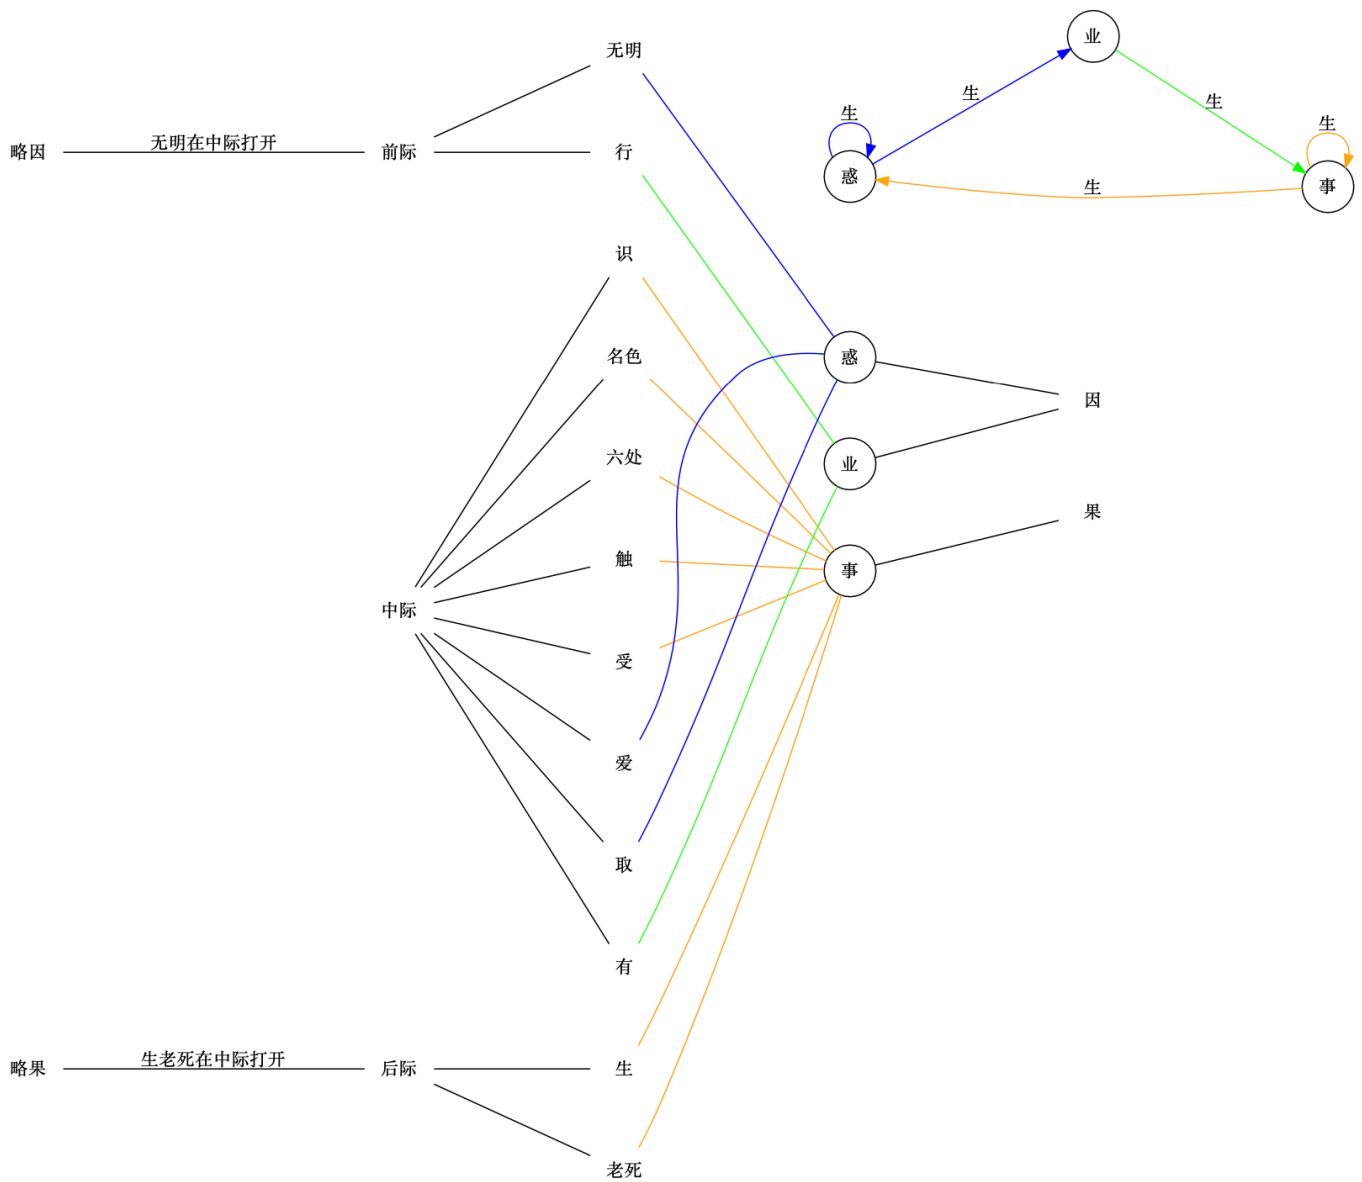 业
生
生
生
生
惑
事
生
无明
略因
无明在中际打开
前际
行
识
名色
六处
触
中际
受
爱
取
有
惑
业
事
因
果
略果
生老死在中际打开
后际
生
老死